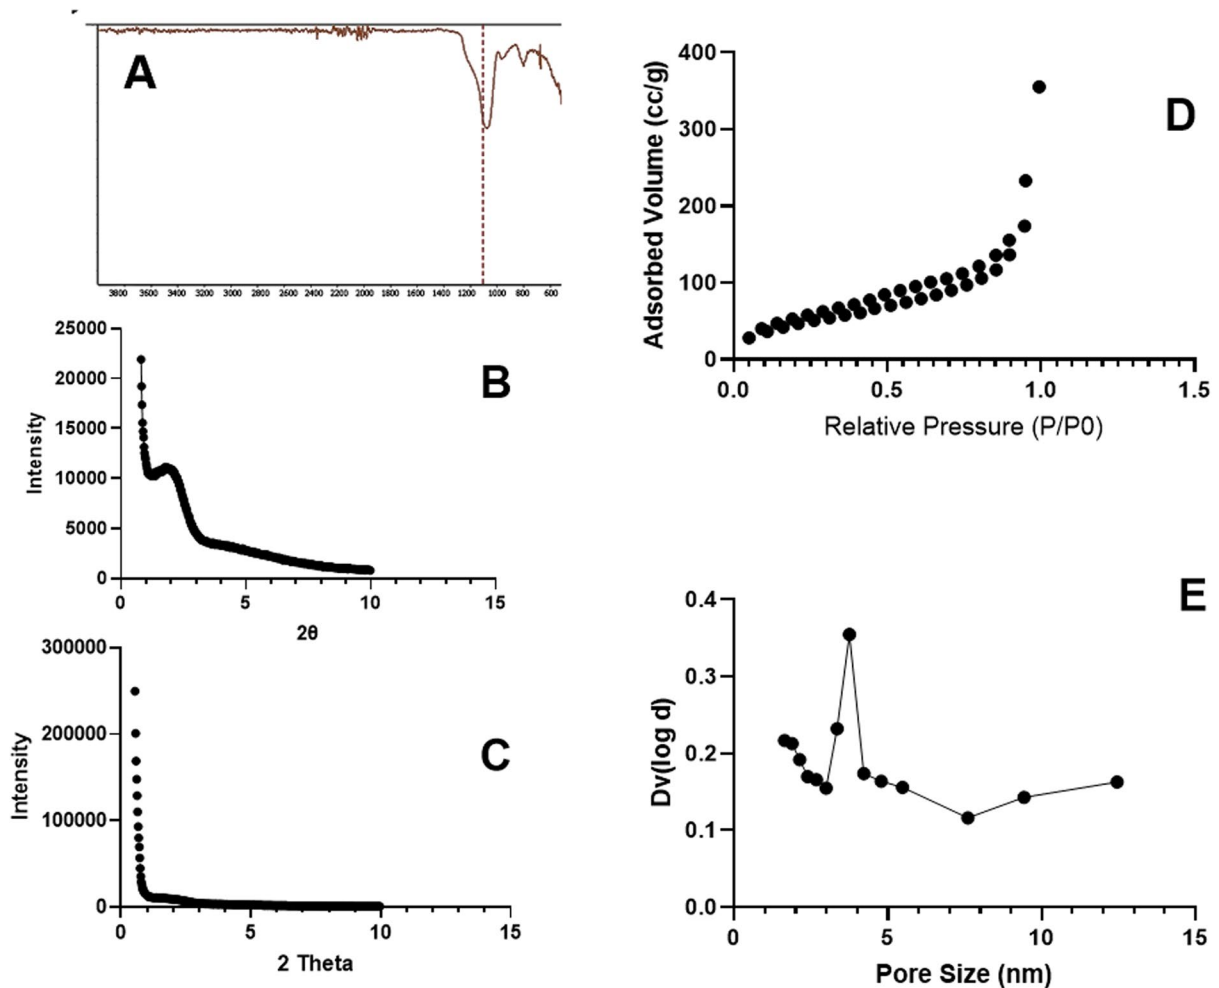 A
3800 3600 3400 3200 3000 2800 2600 2400 2200 2000 1800 1600 1400 1200 1000 800 600
25000
20000
15000
10000
5000
0
Intensity
B
0 5 10 15
2θ
300000
200000
100000
0
Intensity
C
0 5 10 15
2 Theta
400
300
200
100
0
Adsorbed Volume (cc/g)
D
0.0 0.5 1.0 1.5
Relative Pressure (P/P0)
0.4
0.3
0.2
0.1
0.0
Dv(log d)
E
0 5 10 15
Pore Size (nm)